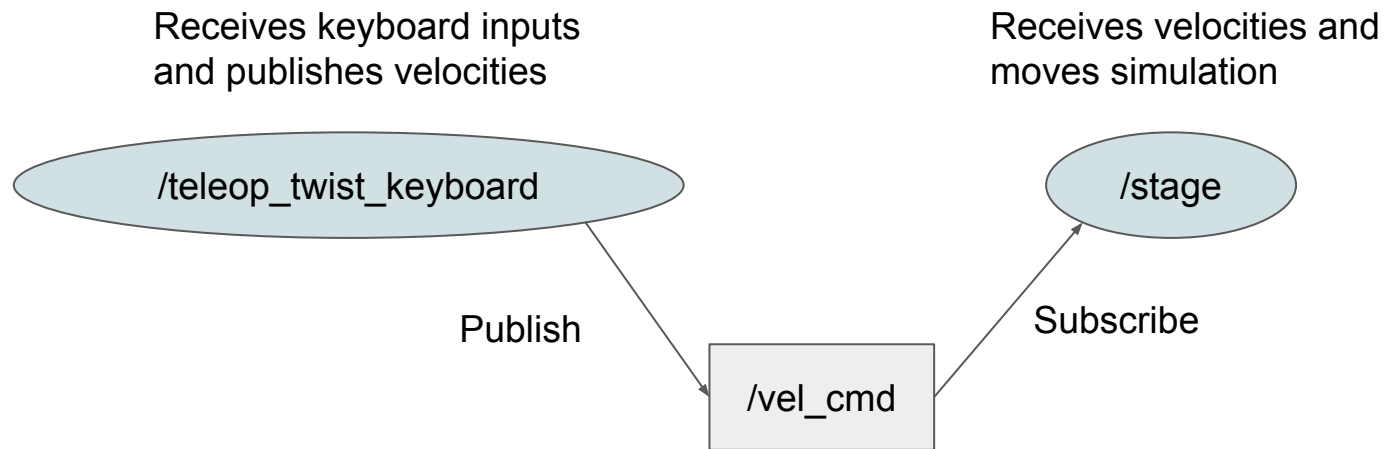 Receives keyboard inputs
and publishes velocities
Receives velocities and
moves simulation
/teleop_twist_keyboard
/stage
Publish
Subscribe
/vel_cmd